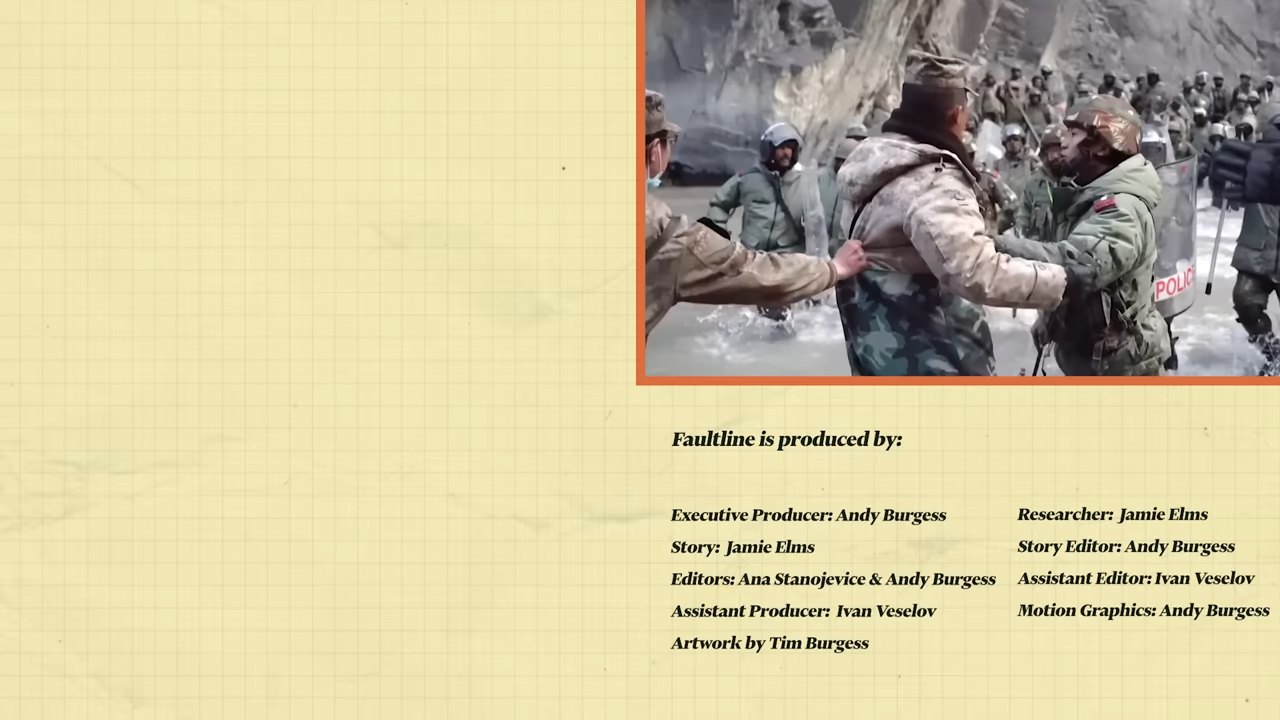 POLICE
Faultline is produced by:
Executive Producer: Andy Burgess
Story: Jamie Elms
Editors: Ana Stanojevice & Andy Burgess
Assistant Producer: Ivan Veselov
Artwork by Tim Burgess
Researcher: Jamie Elms
Story Editor: Andy Burgess
Assistant Editor: Ivan Veselov
Motion Graphics: Andy Burgess